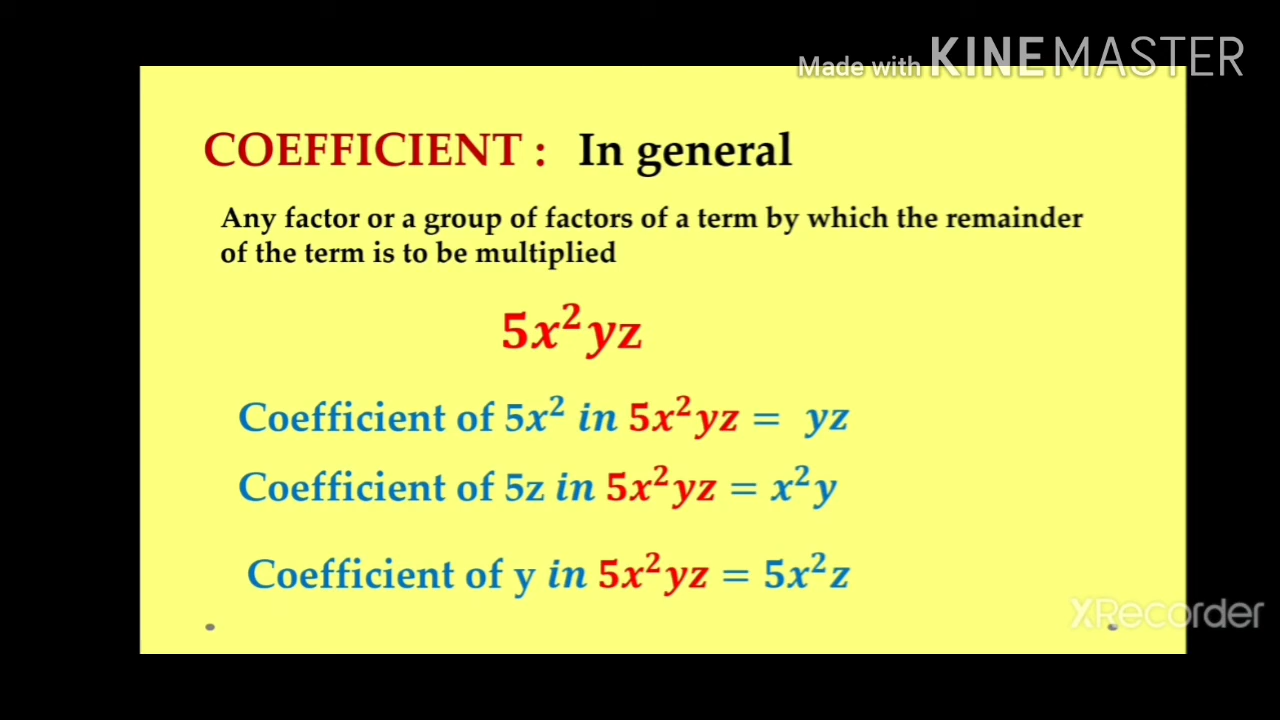 Made with KINEMASTER
COEFFICIENT : In general
Any factor or a group of factors of a term by which the remainder
of the term is to be multiplied
5x²yz
Coefficient of 5x² in 5x²yz = yz
Coefficient of 5z in 5x²yz = x²y
Coefficient of y in 5x²yz = 5x²z
XRecorder